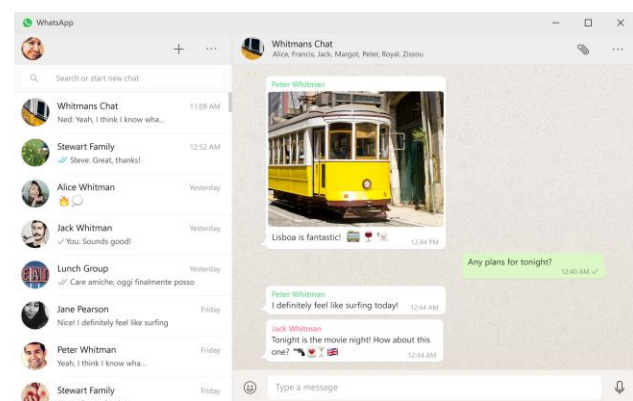 WhatsApp
Whitmans Chat
Alice, Francis, Jack, Margot, Peter, Royal, Zissou
Search or start new chat
Whitmans Chat 11:09 AM
Ned: Yeah, I think I know wha...
Stewart Family 12:52 AM
Steve: Great, thanks!
Alice Whitman Yesterday
Jack Whitman Yesterday
You: Sounds good!
Lunch Group Yesterday
Care amiche, oggi finalmente posso
Jane Pearson Friday
Nice! I definitely feel like surfing
Peter Whitman Friday
Yeah, I think I know wha...
Stewart Family Friday
Peter Whitman
Lisboa is fantastic! 🚋🍷
12:44 PM
Any plans for tonight?
12:40 AM
Peter Whitman
I definitely feel like surfing today! 12:44 AM
Jack Whitman
Tonight is the movie night! How about this
one? 🔫💌🍸🇬🇧 12:44 AM
Type a message